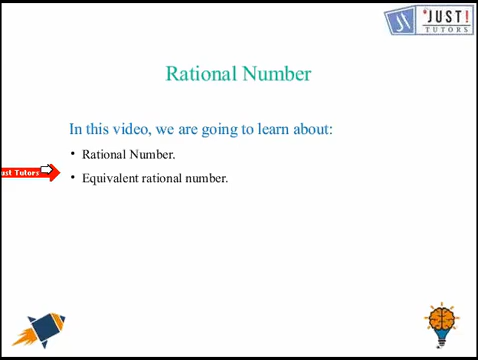 JUST!
TUTORS
Rational Number
In this video, we are going to learn about:
• Rational Number.
ust Tutors
• Equivalent rational number.